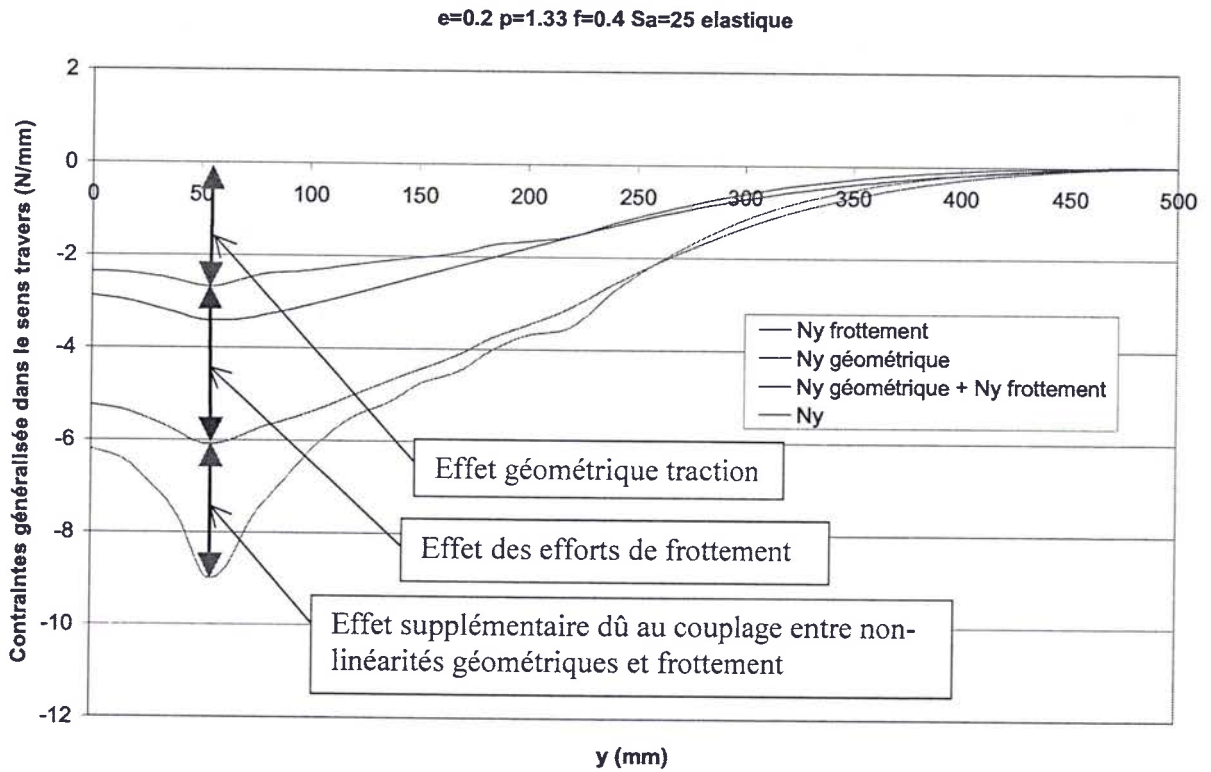 e=0.2 p=1.33 f=0.4 Sa=25 elastique
Contraintes généralisée dans le sens travers (N/mm)
2
0
-2
-4
-6
-8
-10
-12
0 50 100 150 200 250 300 350 400 450 500
Ny frottement
Ny géométrique
Ny géométrique + Ny frottement
Ny
Effet géométrique traction
Effet des efforts de frottement
Effet supplémentaire dû au couplage entre non-
linéarités géométriques et frottement
y (mm)